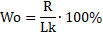 Wo = R/Lk · 100%